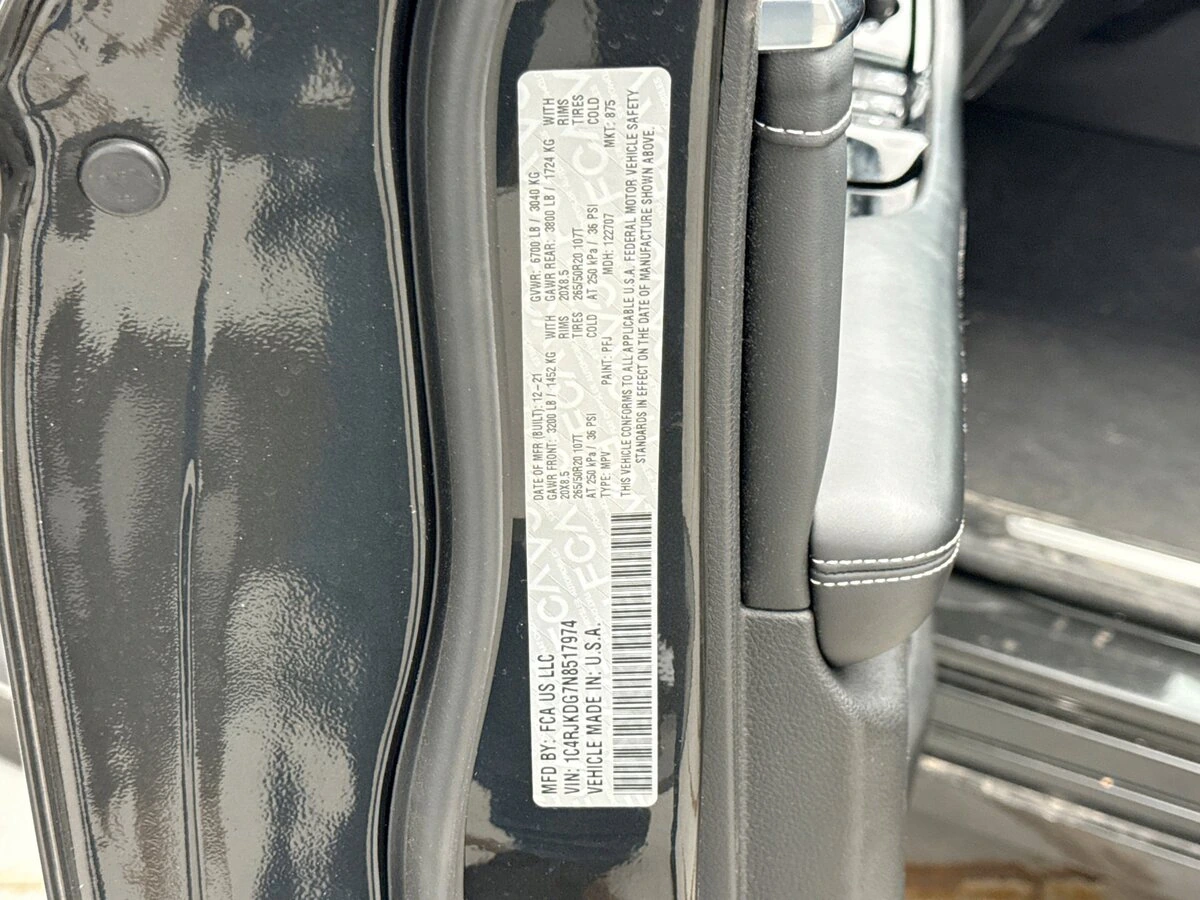 MFD BY: FCA US LLC
VIN: 1C4RJKDG7N8517974
VEHICLE MADE IN: U.S.A.
DATE OF MFR (BUILT): 12-21 GVWR: 6700 LB / 3040 KG
GAWR FRONT: 3200 LB / 1452 KG WITH GAWR REAR: 3800 LB / 1724 KG WITH
20X8.5 RIMS 20X8.5 RIMS
265/50R20 107T TIRES 265/50R20 107T TIRES
AT 250 kPa / 36 PSI COLD AT 250 kPa / 36 PSI COLD
TYPE: MPV PAINT: PFJ MDH: 122707 MKT: 875
THIS VEHICLE CONFORMS TO ALL APPLICABLE U.S.A. FEDERAL MOTOR VEHICLE SAFETY
STANDARDS IN EFFECT ON THE DATE OF MANUFACTURE SHOWN ABOVE.
FCA